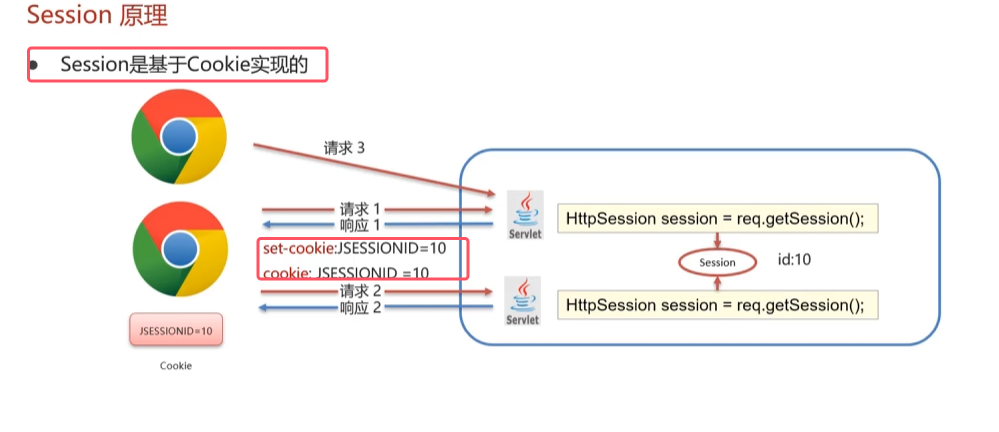 Session 原理
● Session是基于Cookie实现的
请求 3
请求 1
响应 1
Servlet
HttpSession session = req.getSession();
set-cookie:JSESSIONID=10
cookie: JSESSIONID =10
Session
id:10
请求 2
响应 2
Servlet
HttpSession session = req.getSession();
JSESSIONID=10
Cookie